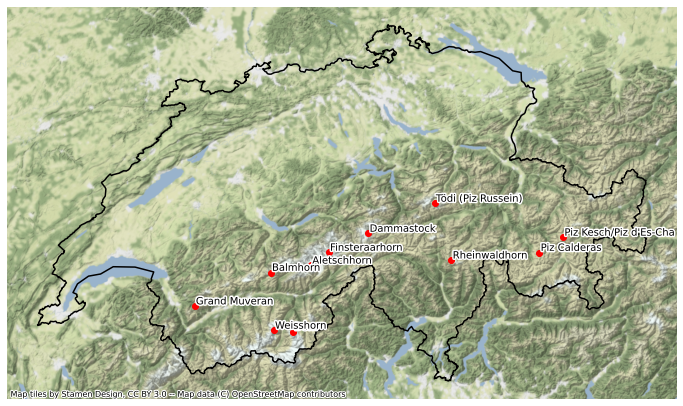 Tödi (Piz Russein)
Dammastock
Piz Kesch/Piz d'Es-Cha
Finsteraarhorn
Piz Calderas
Aletschhorn
Rheinwaldhorn
Balmhorn
Grand Muveran
Weisshorn
Map tiles by Stamen Design, CC BY 3.0 -- Map data (C) OpenStreetMap contributors